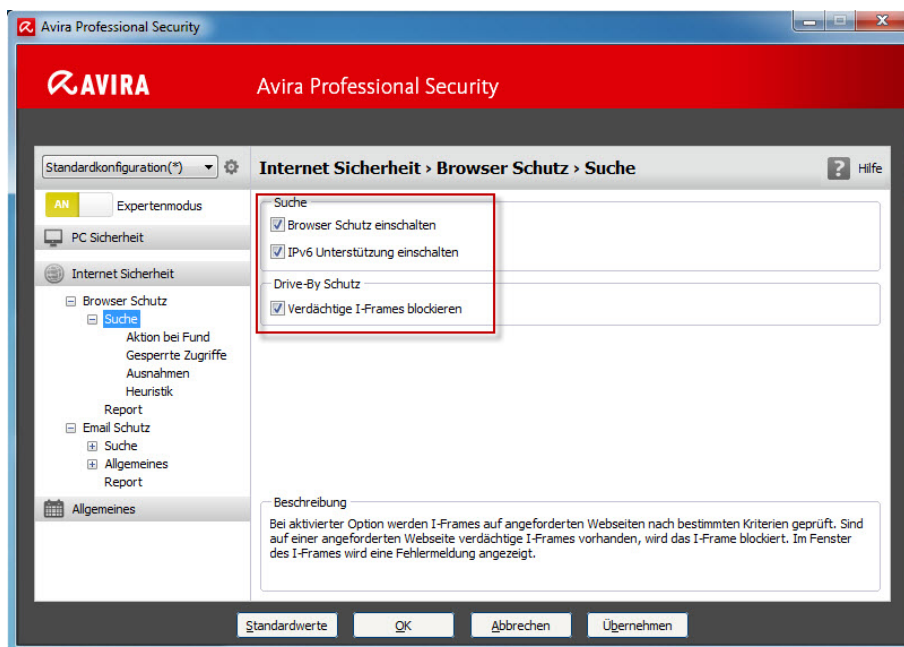 Avira Professional Security
AVIRA
Avira Professional Security
Standardkonfiguration(*)
Internet Sicherheit › Browser Schutz › Suche
? Hilfe
AN
Expertenmodus
PC Sicherheit
Internet Sicherheit
Browser Schutz
Suche
Aktion bei Fund
Gesperrte Zugriffe
Ausnahmen
Heuristik
Report
Email Schutz
Suche
Allgemeines
Report
Allgemeines
Suche
Browser Schutz einschalten
IPv6 Unterstützung einschalten
Drive-By Schutz
Verdächtige I-Frames blockieren
Beschreibung
Bei aktivierter Option werden I-Frames auf angeforderten Webseiten nach bestimmten Kriterien geprüft. Sind
auf einer angeforderten Webseite verdächtige I-Frames vorhanden, wird das I-Frame blockiert. Im Fenster
des I-Frames wird eine Fehlermeldung angezeigt.
Standardwerte
OK
Abbrechen
Übernehmen